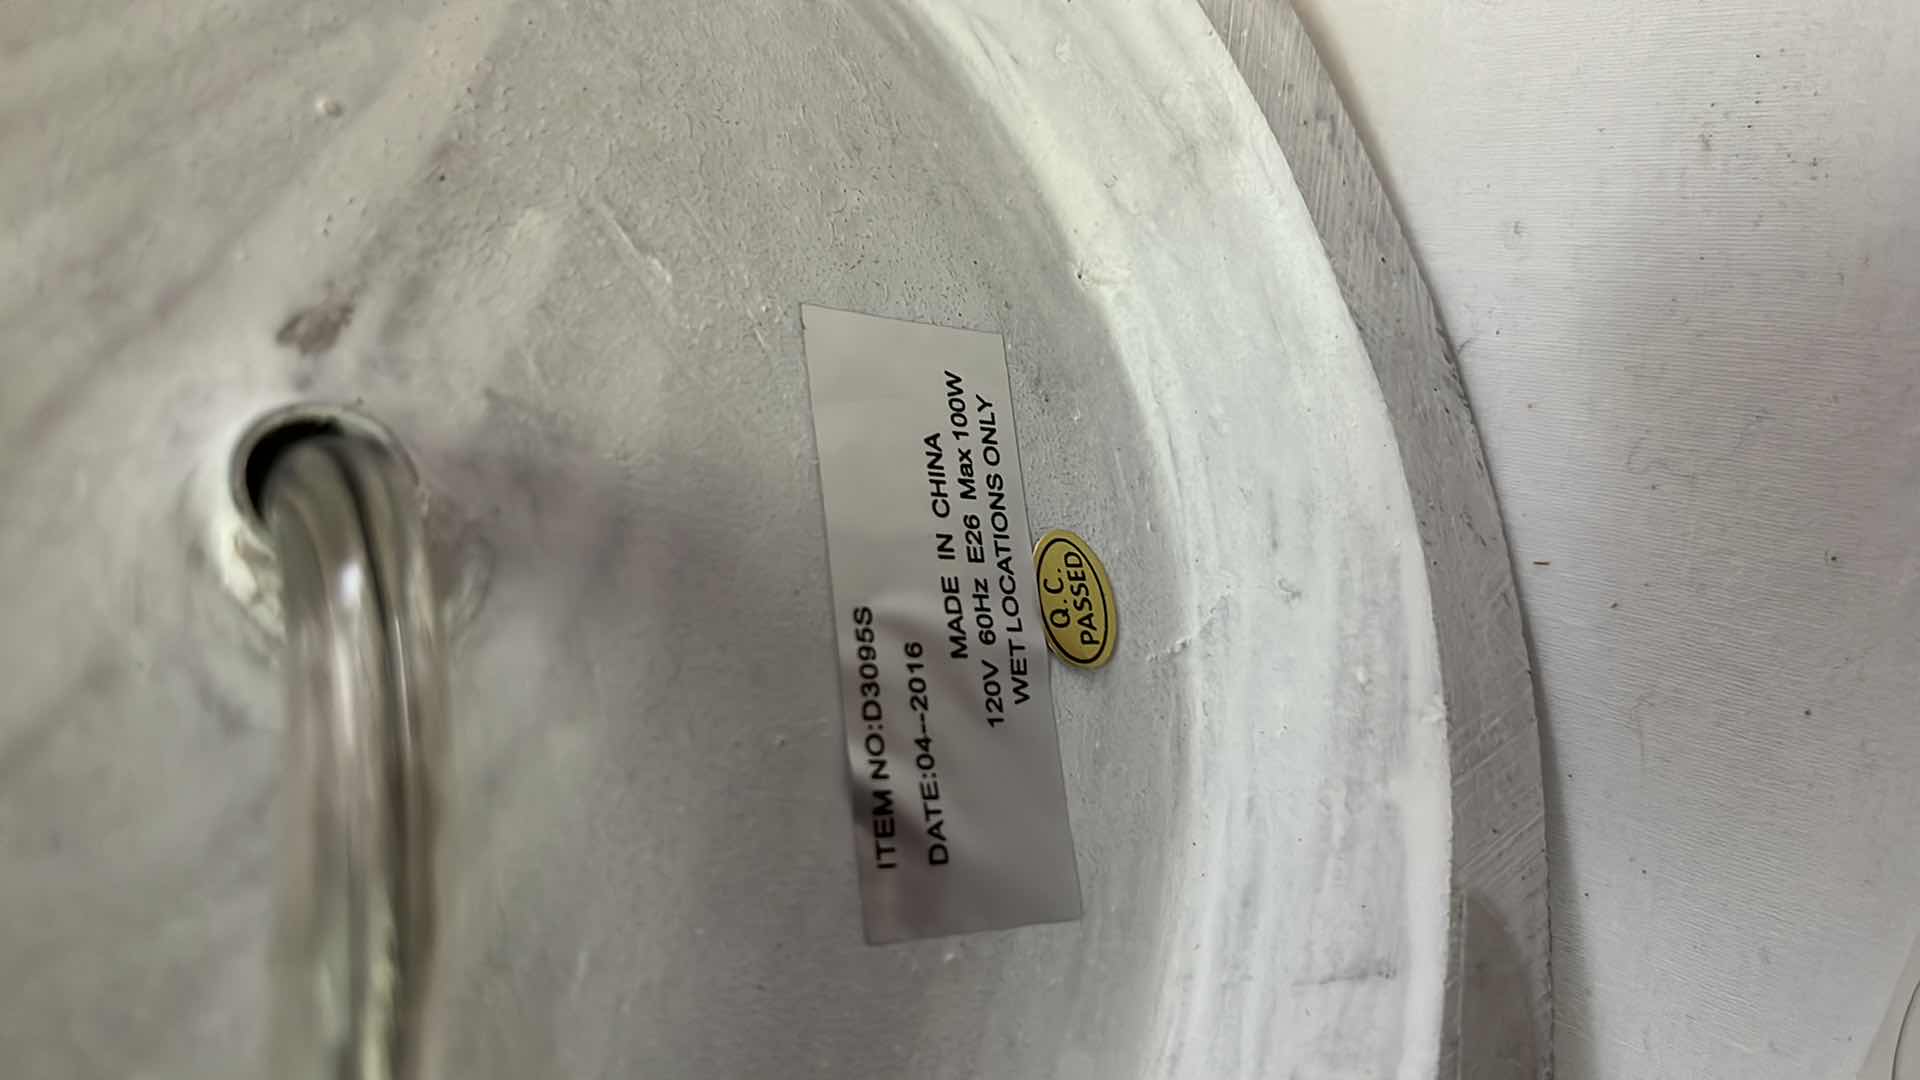 ITEM NO:D3095S
DATE:04--2016
MADE IN CHINA
120V 60Hz E26 Max 100W
WET LOCATIONS ONLY
Q.C.
PASSED